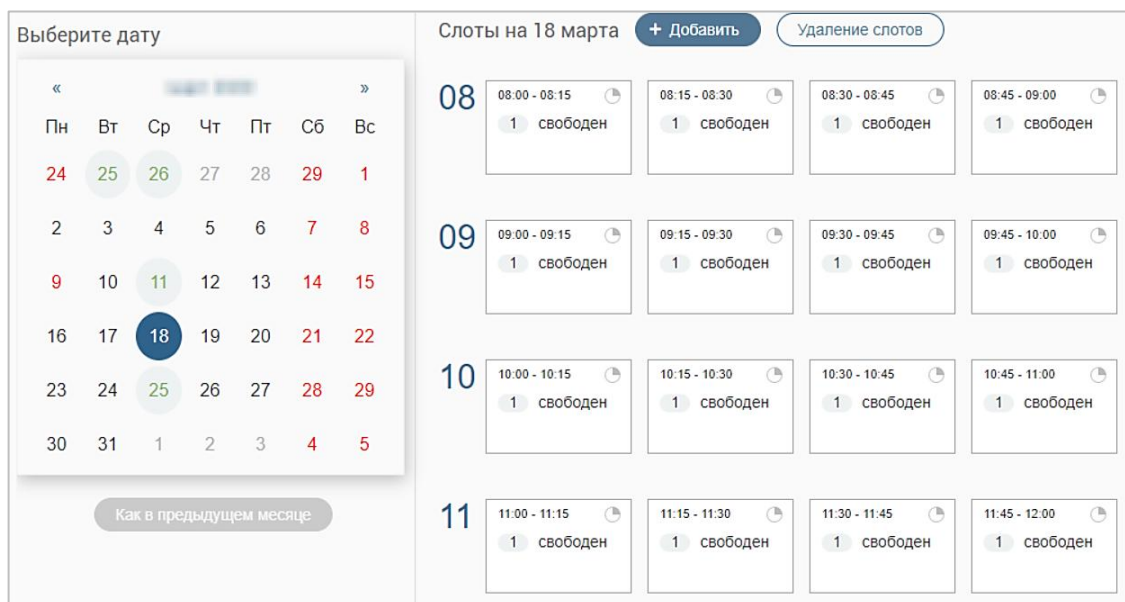 Выберите дату
« »
Пн Вт Ср Чт Пт Сб Вс
24 25 26 27 28 29 1
2 3 4 5 6 7 8
9 10 11 12 13 14 15
16 17 18 19 20 21 22
23 24 25 26 27 28 29
30 31 1 2 3 4 5
Как в предыдущем месяце
Слоты на 18 марта + Добавить Удаление слотов
08 08:00 - 08:15 08:15 - 08:30 08:30 - 08:45 08:45 - 09:00
1 свободен 1 свободен 1 свободен 1 свободен
09 09:00 - 09:15 09:15 - 09:30 09:30 - 09:45 09:45 - 10:00
1 свободен 1 свободен 1 свободен 1 свободен
10 10:00 - 10:15 10:15 - 10:30 10:30 - 10:45 10:45 - 11:00
1 свободен 1 свободен 1 свободен 1 свободен
11 11:00 - 11:15 11:15 - 11:30 11:30 - 11:45 11:45 - 12:00
1 свободен 1 свободен 1 свободен 1 свободен